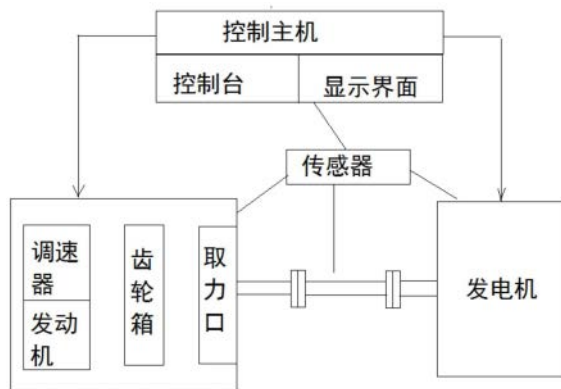 控制主机
控制台
显示界面
传感器
调速
器
发动
机
齿
轮
箱
取
力
口
发电机